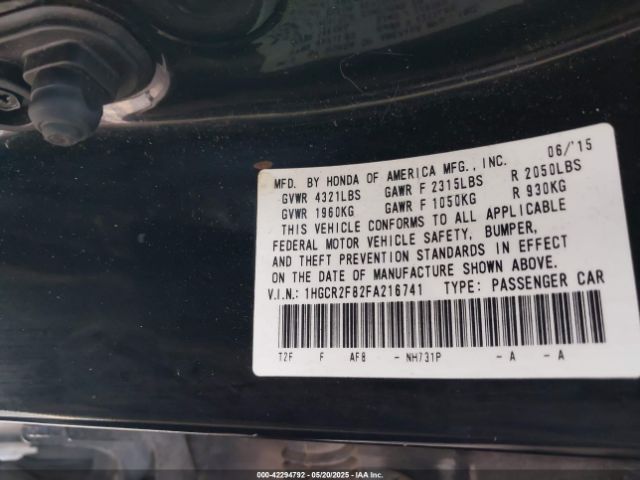 06/'15
MFD. BY HONDA OF AMERICA MFG., INC.
GVWR 4321LBS GAWR F 2315LBS R 2050LBS
GVWR 1960KG GAWR F 1050KG R 930KG
THIS VEHICLE CONFORMS TO ALL APPLICABLE
FEDERAL MOTOR VEHICLE SAFETY, BUMPER,
AND THEFT PREVENTION STANDARDS IN EFFECT
ON THE DATE OF MANUFACTURE SHOWN ABOVE.
V.I.N.: 1HGCR2F82FA216741 TYPE: PASSENGER CAR
T2F F AF8 - NH731P - A - A
000-42294792 — 05/20/2025 — IAA Inc.